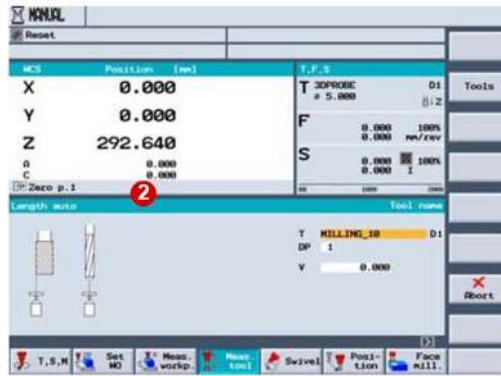 MANUAL
Reset
WCS Position [mm] T,F,S
X 0.000 T 3DPROBE D1 Tools
ø 5.000 Z
Y 0.000 F 0.000 100%
0.000 mm/rev
Z 292.640 S 0.000 100%
A 0.000 0.000 I
C 0.000
Zero p.1
2
Length auto Tool name
T MILLING_10 D1
DP 1
V 0.000
Abort
T,S,M Set WO Meas. workp. Meas. tool Swivel Posi- tion Face mill.